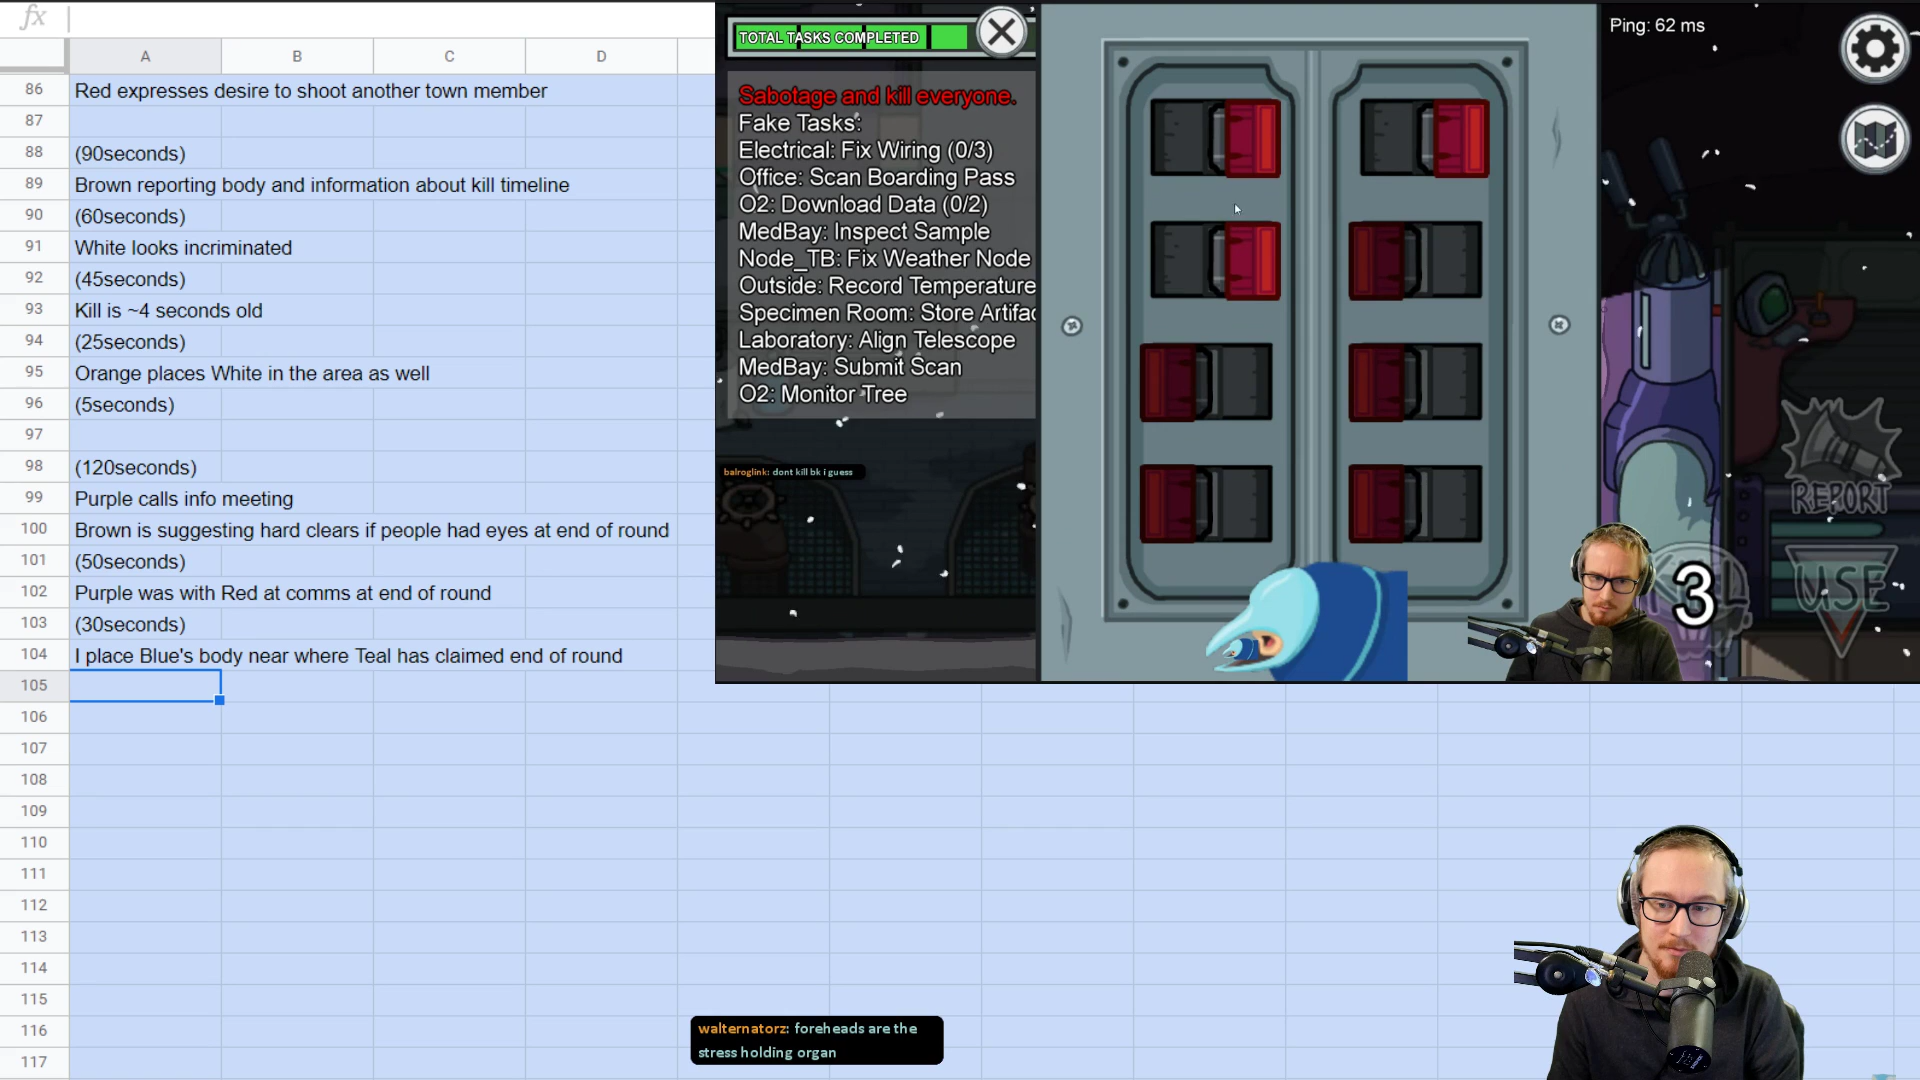 fx
A B C D
86 Red expresses desire to shoot another town member
87
88 (90seconds)
89 Brown reporting body and information about kill timeline
90 (60seconds)
91 White looks incriminated
92 (45seconds)
93 Kill is ~4 seconds old
94 (25seconds)
95 Orange places White in the area as well
96 (5seconds)
97
98 (120seconds)
99 Purple calls info meeting
100 Brown is suggesting hard clears if people had eyes at end of round
101 (50seconds)
102 Purple was with Red at comms at end of round
103 (30seconds)
104 I place Blue's body near where Teal has claimed end of round
105
106
107
108
109
110
111
112
113
114
115
116
117
TOTAL TASKS COMPLETED
Sabotage and kill everyone.
Fake Tasks:
Electrical: Fix Wiring (0/3)
Office: Scan Boarding Pass
O2: Download Data (0/2)
MedBay: Inspect Sample
Node_TB: Fix Weather Node
Outside: Record Temperature
Specimen Room: Store Artifac
Laboratory: Align Telescope
MedBay: Submit Scan
O2: Monitor Tree
balroglink: dont kill bk i guess
Ping: 62 ms
REPORT
3
USE
walternatorz: foreheads are the
stress holding organ